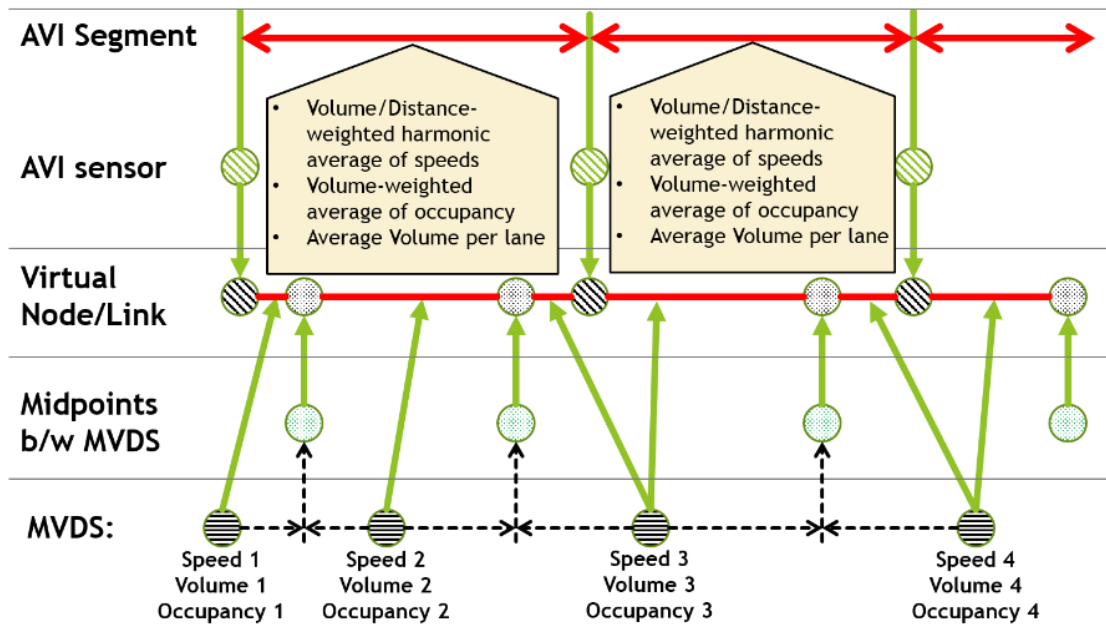 AVI Segment
• Volume/Distance-
weighted harmonic
average of speeds
• Volume-weighted
average of occupancy
• Average Volume per lane
• Volume/Distance-
weighted harmonic
average of speeds
• Volume-weighted
average of occupancy
• Average Volume per lane
AVI sensor
Virtual
Node/Link
Midpoints
b/w MVDS
MVDS:
Speed 1
Volume 1
Occupancy 1
Speed 2
Volume 2
Occupancy 2
Speed 3
Volume 3
Occupancy 3
Speed 4
Volume 4
Occupancy 4